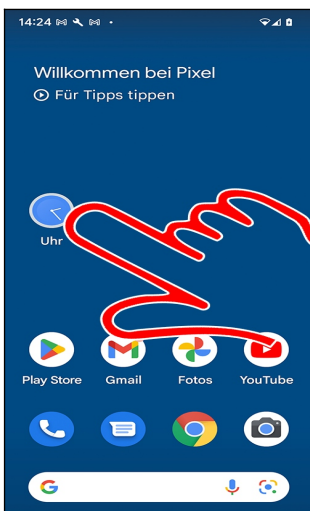 14:24
Willkommen bei Pixel
Für Tipps tippen
Uhr
Play Store Gmail Fotos YouTube